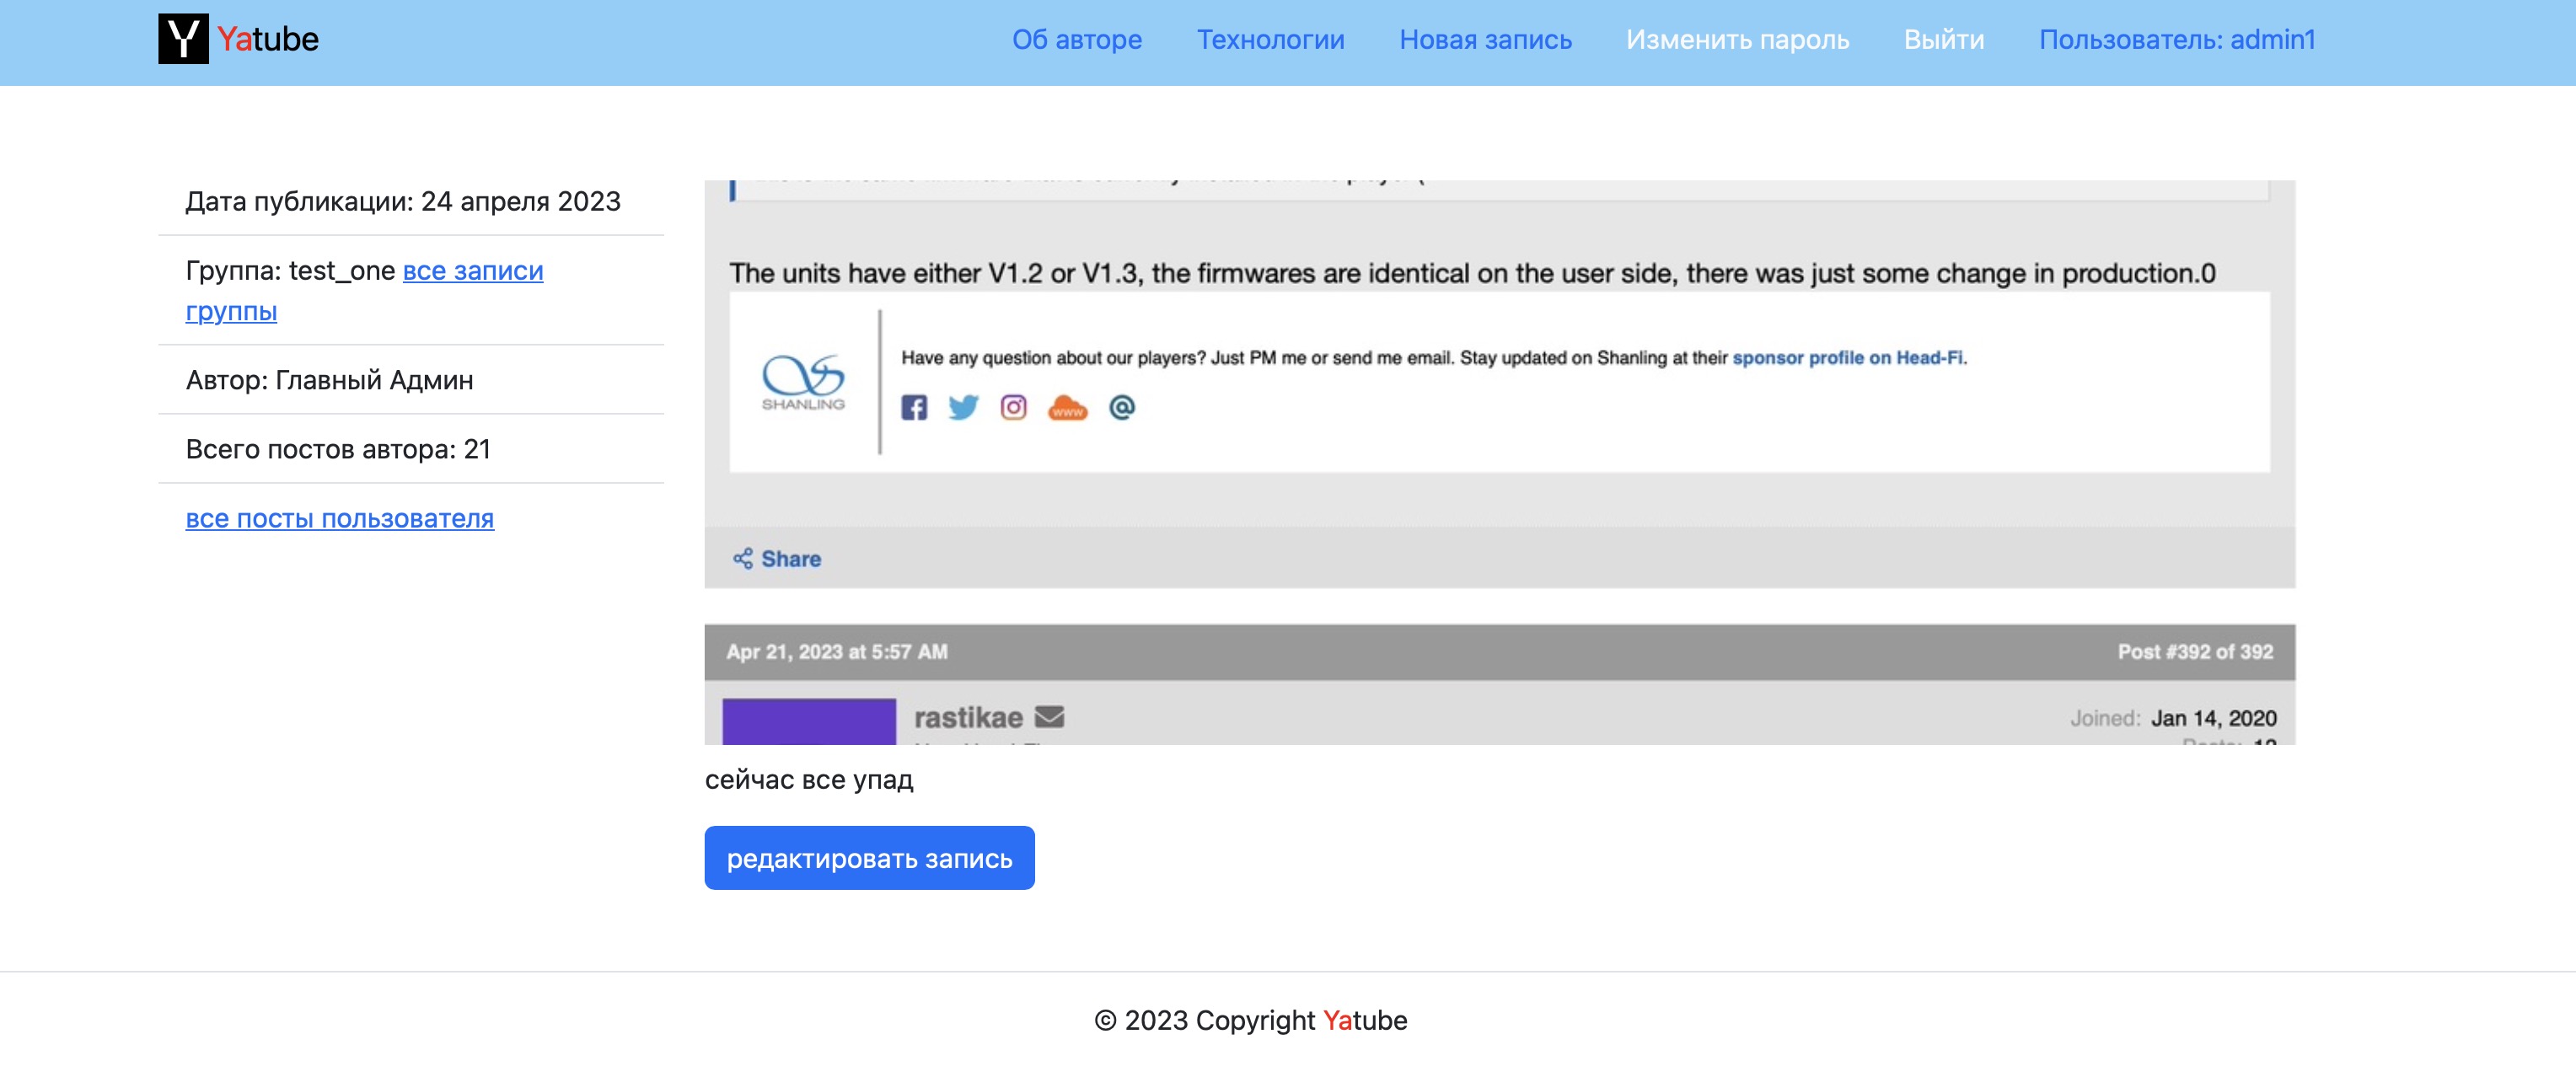 Yatube
Об авторе Технологии Новая запись Изменить пароль Выйти Пользователь: admin1
Дата публикации: 24 апреля 2023
Группа: test_one все записи
группы
Автор: Главный Админ
Всего постов автора: 21
все посты пользователя
The units have either V1.2 or V1.3, the firmwares are identical on the user side, there was just some change in production.0
SHANLING
Have any question about our players? Just PM me or send me email. Stay updated on Shanling at their sponsor profile on Head-Fi.
www
Share
Apr 21, 2023 at 5:57 AM Post #392 of 392
rastikae Joined: Jan 14, 2020
сейчас все упад
редактировать запись
© 2023 Copyright Yatube